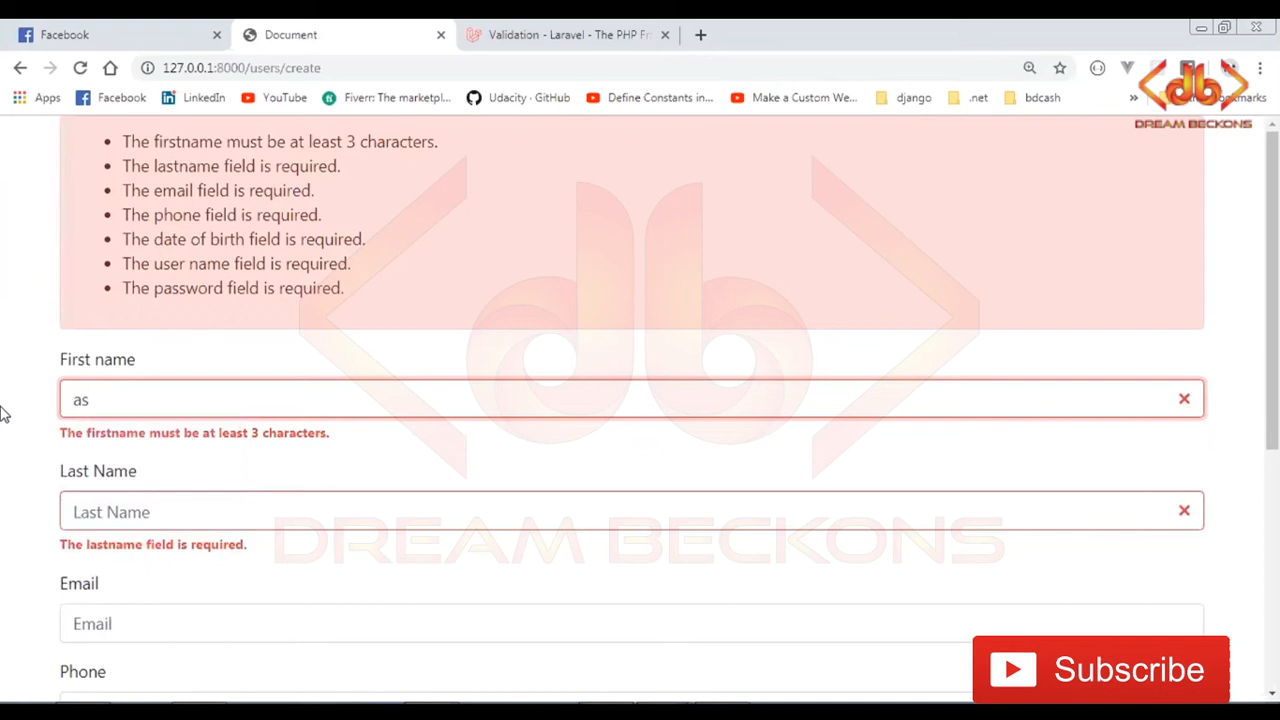 Facebook
Document
Validation - Laravel - The PHP Fr
127.0.0.1:8000/users/create
Apps
Facebook
LinkedIn
YouTube
Fiverr: The marketpl...
Udacity · GitHub
Define Constants in...
Make a Custom We...
django
.net
bdcash
»
DREAM BECKONS
• The firstname must be at least 3 characters.
• The lastname field is required.
• The email field is required.
• The phone field is required.
• The date of birth field is required.
• The user name field is required.
• The password field is required.
First name
as
The firstname must be at least 3 characters.
Last Name
Last Name
The lastname field is required.
DREAM BECKONS
Email
Email
Phone
Subscribe